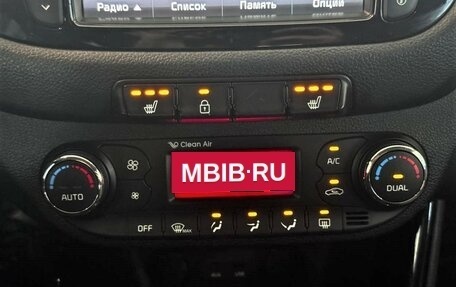 Радио ▲ Список Память Опции
Clean Air
MBIB·RU
A/C
AUTO
DUAL
OFF
MAX